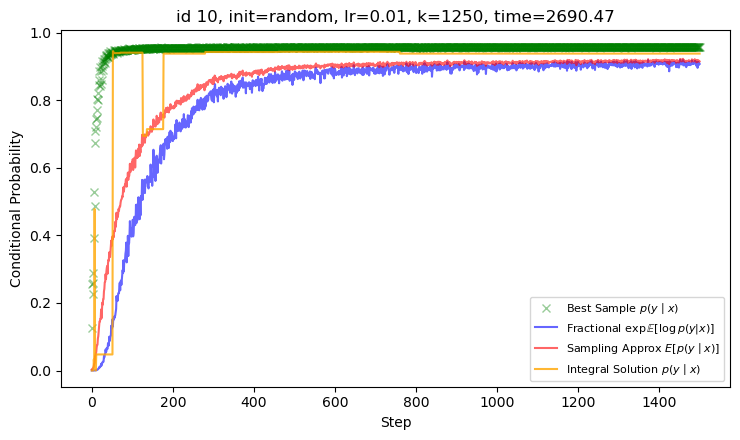 id 10, init=random, lr=0.01, k=1250, time=2690.47
Conditional Probability
1.0
0.8
0.6
0.4
0.2
0.0
Best Sample p(y | x)
Fractional exp𝔼[log p(y|x)]
Sampling Approx E[p(y | x)]
Integral Solution p(y | x)
0 200 400 600 800 1000 1200 1400
Step